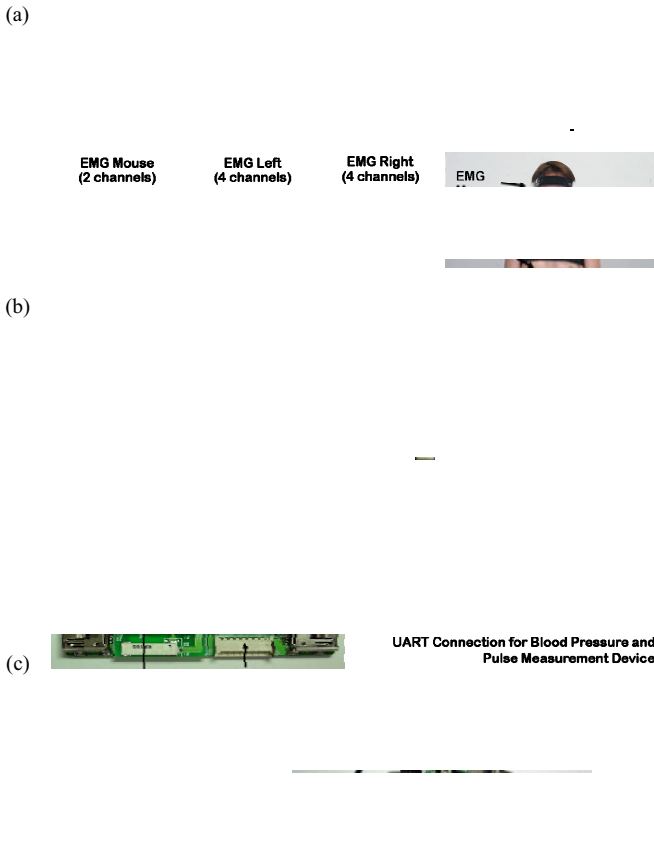 (a)
EMG Mouse
(2 channels)
EMG Left
(4 channels)
EMG Right
(4 channels)
EMG
(b)
UART Connection for Blood Pressure and
Pulse Measurement Device
(c)